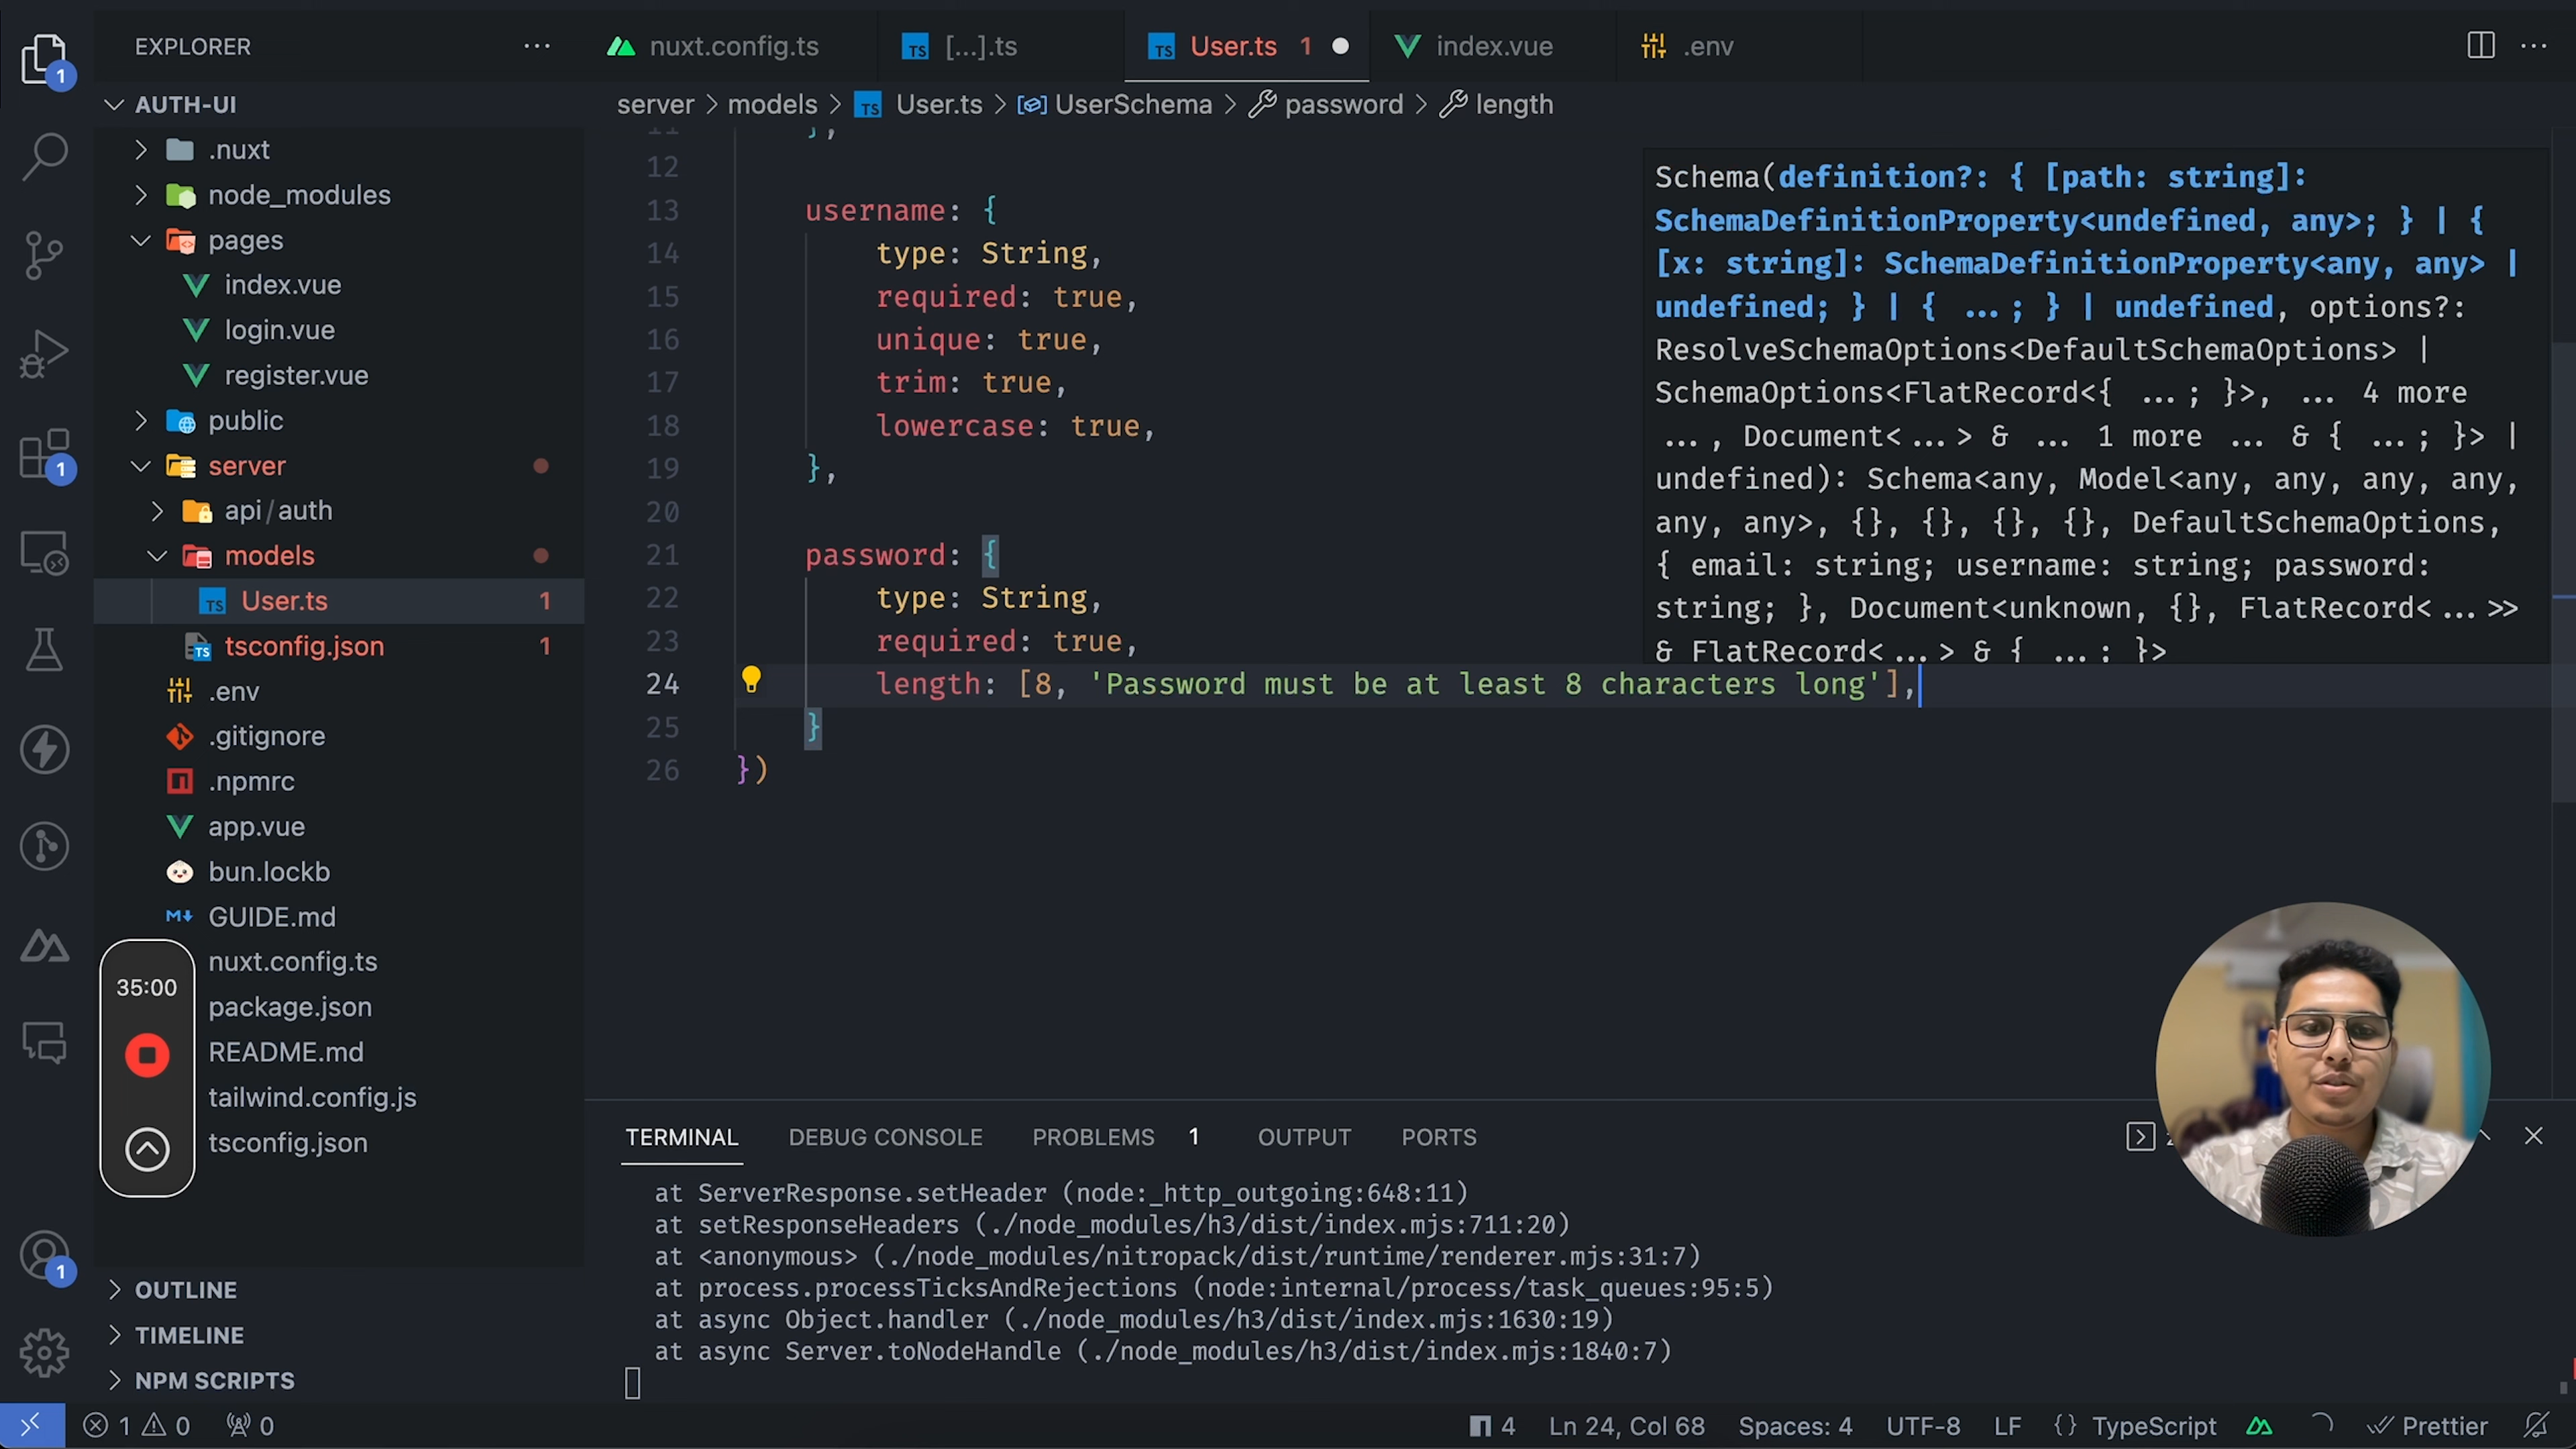 EXPLORER
nuxt.config.ts
[...].ts
User.ts 1
index.vue
.env
AUTH-UI
server > models > User.ts > UserSchema > password > length
.nuxt
node_modules
pages
index.vue
login.vue
register.vue
public
server
api/auth
models
User.ts 1
tsconfig.json 1
.env
.gitignore
.npmrc
app.vue
bun.lockb
GUIDE.md
nuxt.config.ts
package.json
README.md
tailwind.config.js
tsconfig.json
35:00
OUTLINE
TIMELINE
NPM SCRIPTS
11 },
12
13 username: {
14 type: String,
15 required: true,
16 unique: true,
17 trim: true,
18 lowercase: true,
19 },
20
21 password: {
22 type: String,
23 required: true,
24 length: [8, 'Password must be at least 8 characters long'],
25 }
26 })
Schema(definition?: { [path: string]:
SchemaDefinitionProperty<undefined, any>; } | {
[x: string]: SchemaDefinitionProperty<any, any> |
undefined; } | { ... ; } | undefined, options?:
ResolveSchemaOptions<DefaultSchemaOptions> |
SchemaOptions<FlatRecord<{ ... ; }>, ... 4 more
... , Document< ... > & ... 1 more ... & { ... ; }> |
undefined): Schema<any, Model<any, any, any, any,
any, any>, {}, {}, {}, {}, DefaultSchemaOptions,
{ email: string; username: string; password:
string; }, Document<unknown, {}, FlatRecord< ... >>
& FlatRecord< ... > & { ... ; }>
TERMINAL DEBUG CONSOLE PROBLEMS 1 OUTPUT PORTS
at ServerResponse.setHeader (node:_http_outgoing:648:11)
at setResponseHeaders (./node_modules/h3/dist/index.mjs:711:20)
at <anonymous> (./node_modules/nitropack/dist/runtime/renderer.mjs:31:7)
at process.processTicksAndRejections (node:internal/process/task_queues:95:5)
at async Object.handler (./node_modules/h3/dist/index.mjs:1630:19)
at async Server.toNodeHandle (./node_modules/h3/dist/index.mjs:1840:7)
1 0 0
4 Ln 24, Col 68 Spaces: 4 UTF-8 LF {} TypeScript Prettier